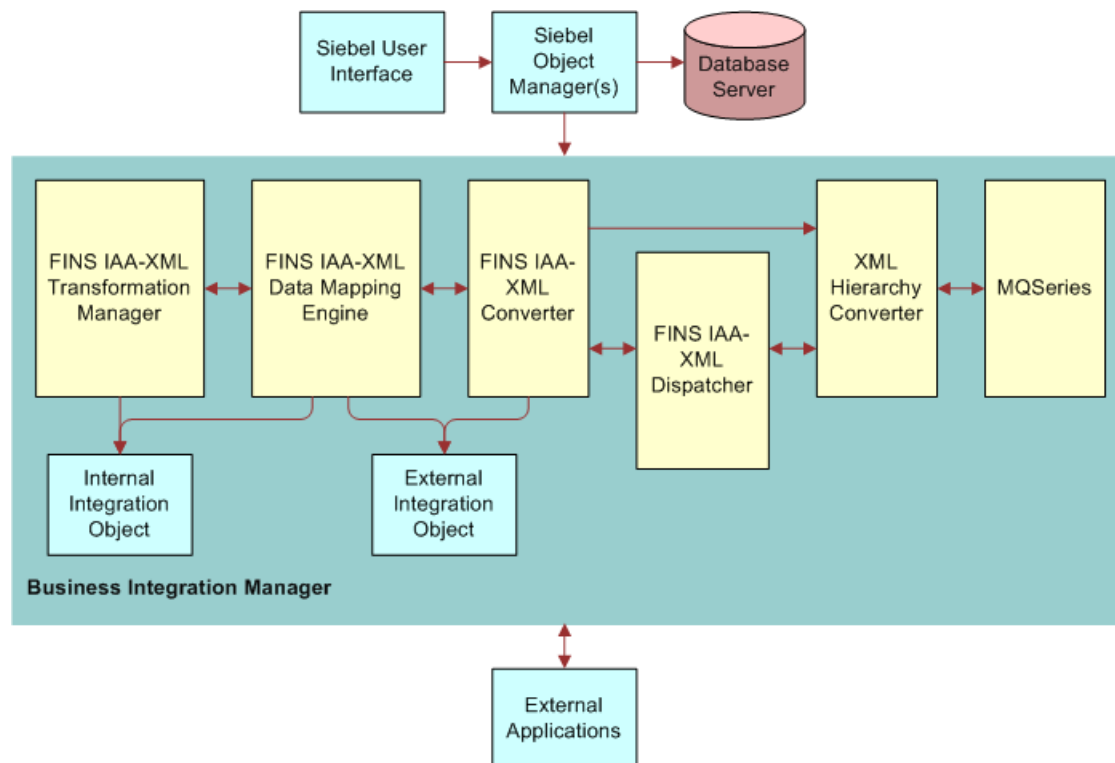 Siebel User
Interface
Siebel
Object
Manager(s)
Database
Server
FINS IAA-XML
Transformation
Manager
FINS IAA-XML
Data Mapping
Engine
FINS IAA-
XML
Converter
FINS IAA-
XML
Dispatcher
XML
Hierarchy
Converter
MQSeries
Internal
Integration
Object
External
Integration
Object
Business Integration Manager
External
Applications